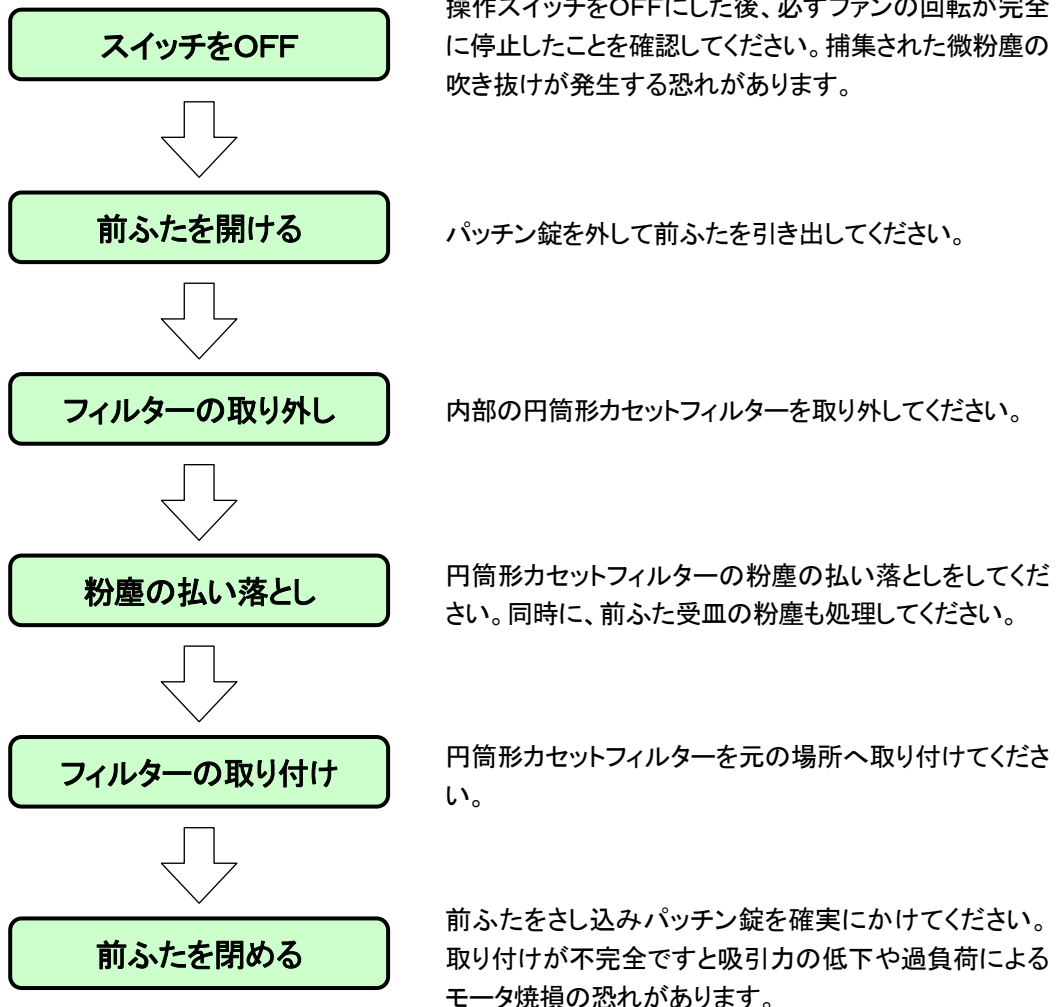 スイッチをOFF
操作スイッチをOFFにした後、必ずファンの回転が完全
に停止したことを確認してください。捕集された微粉塵の
吹き抜けが発生する恐れがあります。
前ふたを開ける
パッチン錠を外して前ふたを引き出してください。
フィルターの取り外し
内部の円筒形カセットフィルターを取り外してください。
粉塵の払い落とし
円筒形カセットフィルターの粉塵の払い落としをしてくだ
さい。同時に、前ふた受皿の粉塵も処理してください。
フィルターの取り付け
円筒形カセットフィルターを元の場所へ取り付けてくださ
い。
前ふたを閉める
前ふたをさし込みパッチン錠を確実にかけてください。
取り付けが不完全ですと吸引力の低下や過負荷による
モータ焼損の恐れがあります。